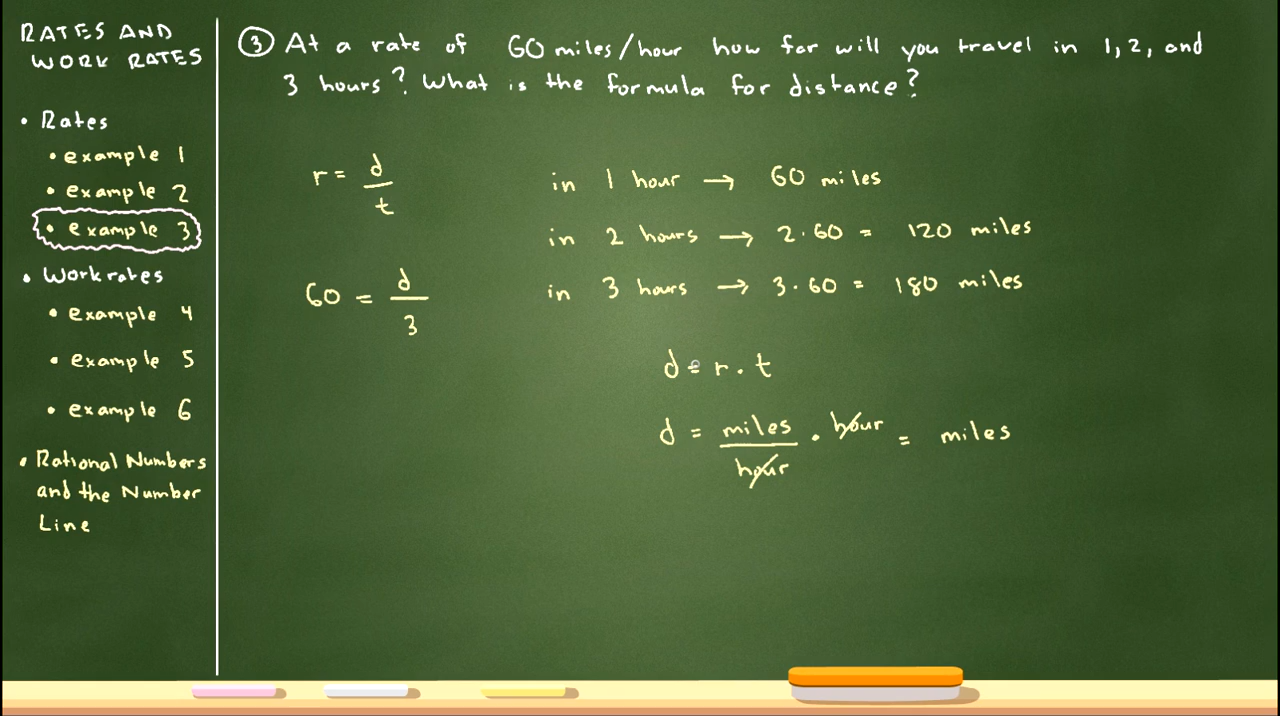 RATES AND
WORK RATES
• Rates
• example 1
• example 2
• example 3
• Work rates
• example 4
• example 5
• example 6
• Rational Numbers
and the Number
Line
③ At a rate of 60 miles/hour how far will you travel in 1, 2, and
3 hours? What is the formula for distance?
r = d/t
60 = d/3
in 1 hour → 60 miles
in 2 hours → 2·60 = 120 miles
in 3 hours → 3·60 = 180 miles
d = r · t
d = miles/hour · hour = miles